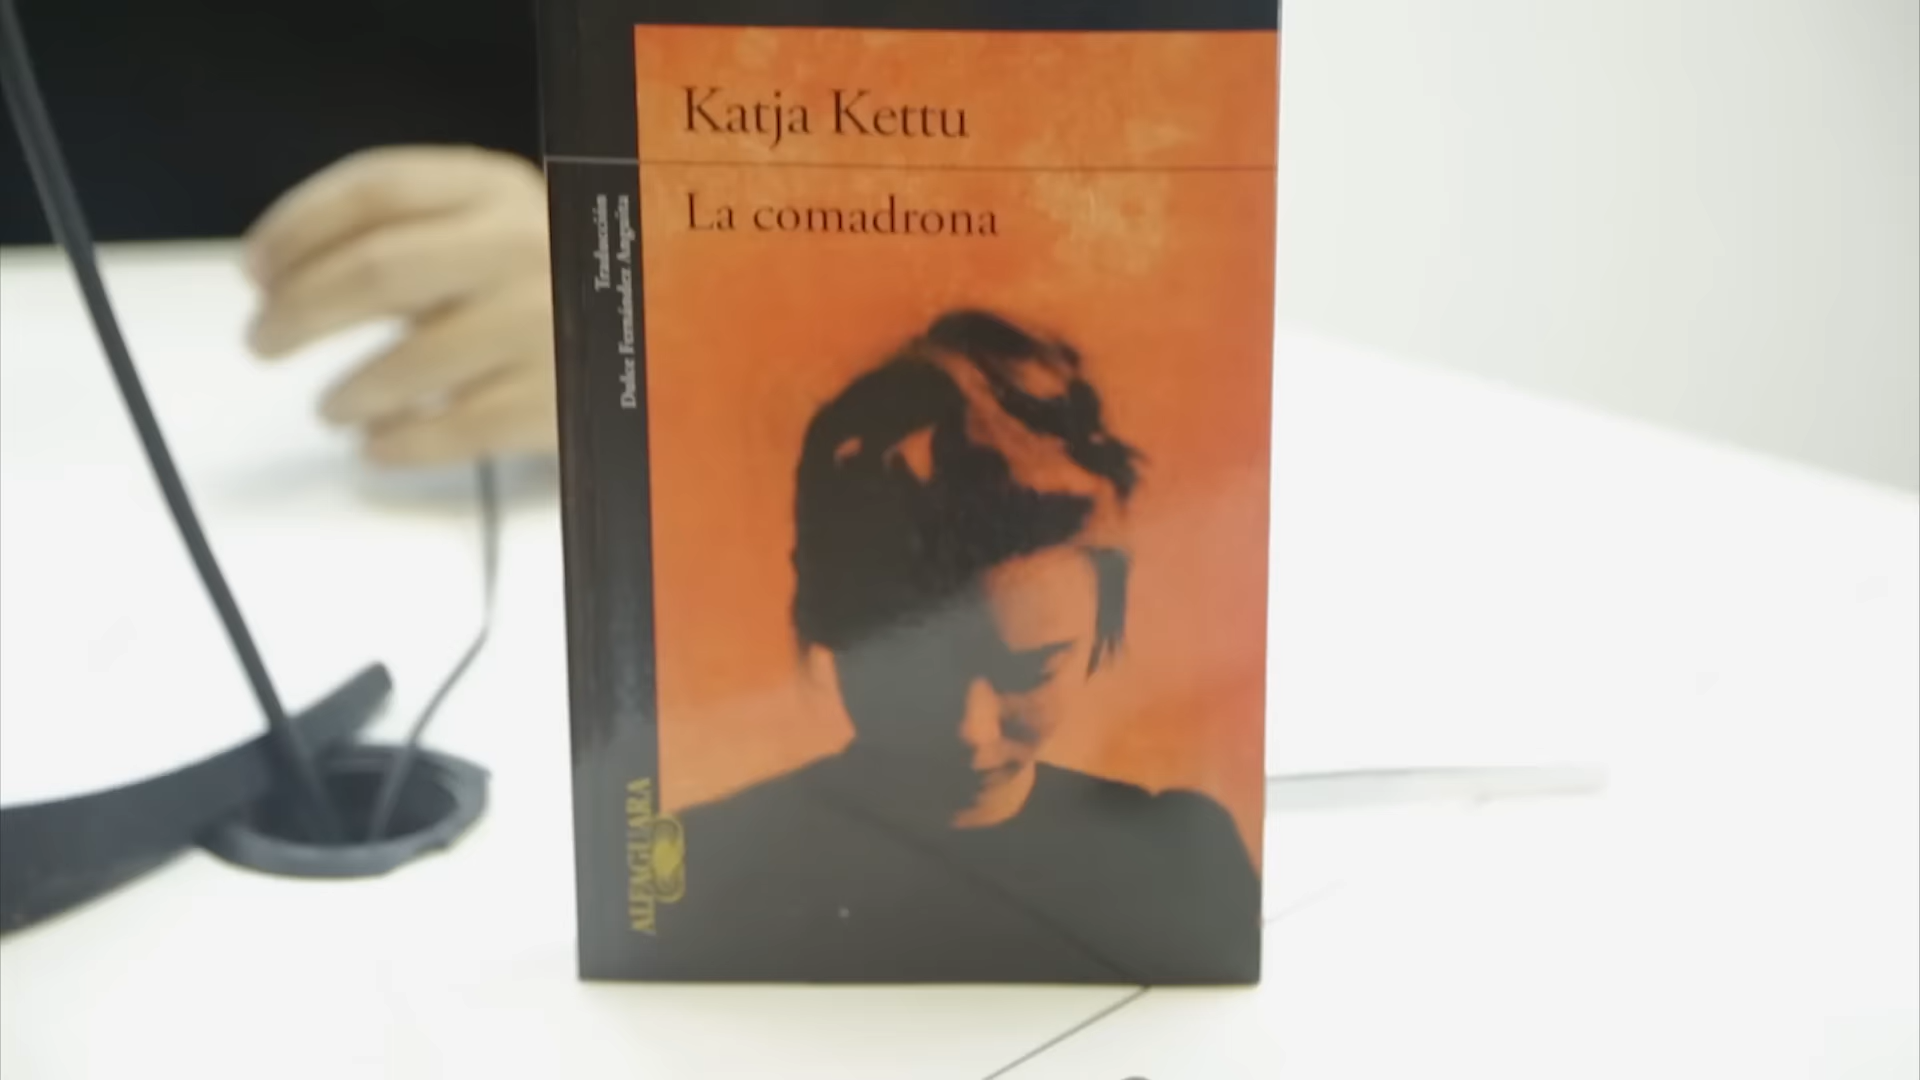 Katja Kettu
La comadrona
Traducción
Dulce Fernández Anguita
ALFAGUARA